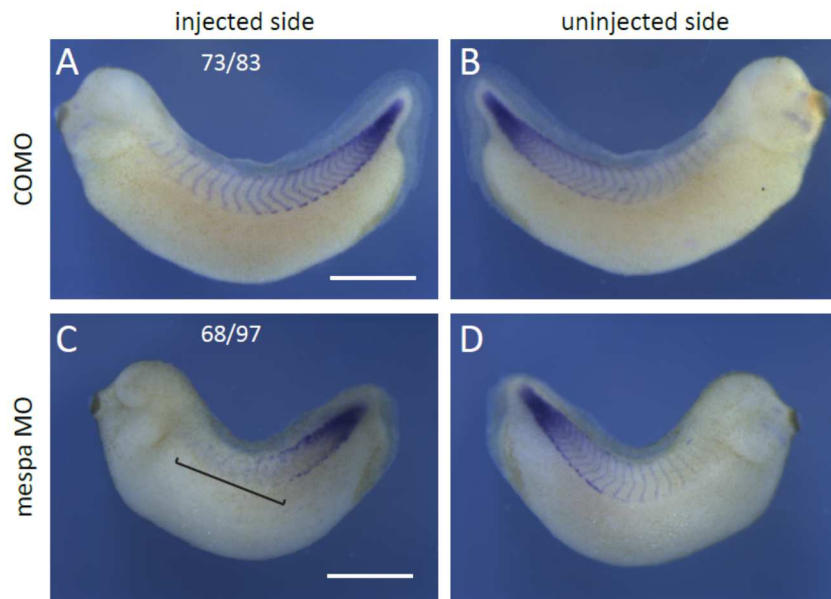 injected side
uninjected side
COMO
A
73/83
B
mespa MO
C
68/97
D